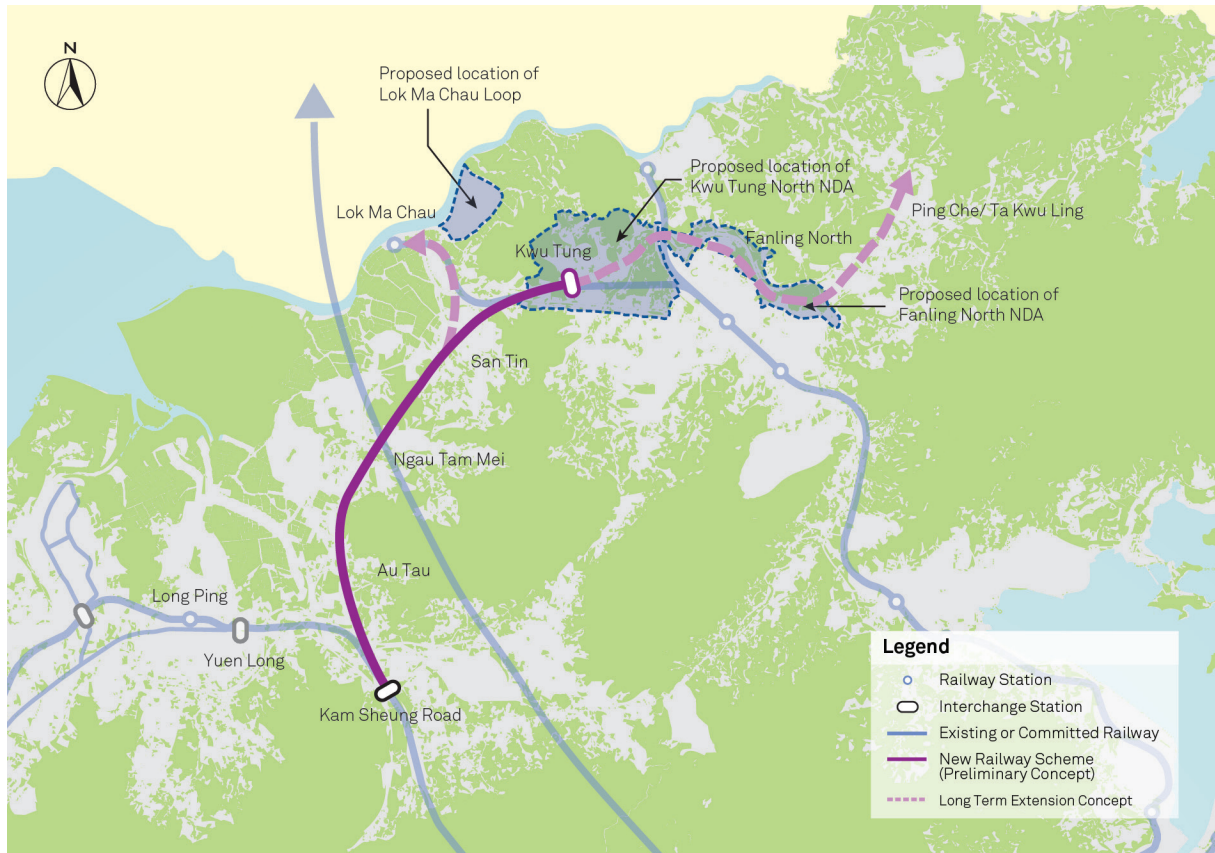 N
Proposed location of
Lok Ma Chau Loop
Proposed location of
Kwu Tung North NDA
Lok Ma Chau
Ping Che/ Ta Kwu Ling
Fanling North
Kwu Tung
Proposed location of
Fanling North NDA
San Tin
Ngau Tam Mei
Au Tau
Long Ping
Yuen Long
Kam Sheung Road
Legend
Railway Station
Interchange Station
Existing or Committed Railway
New Railway Scheme
(Preliminary Concept)
Long Term Extension Concept